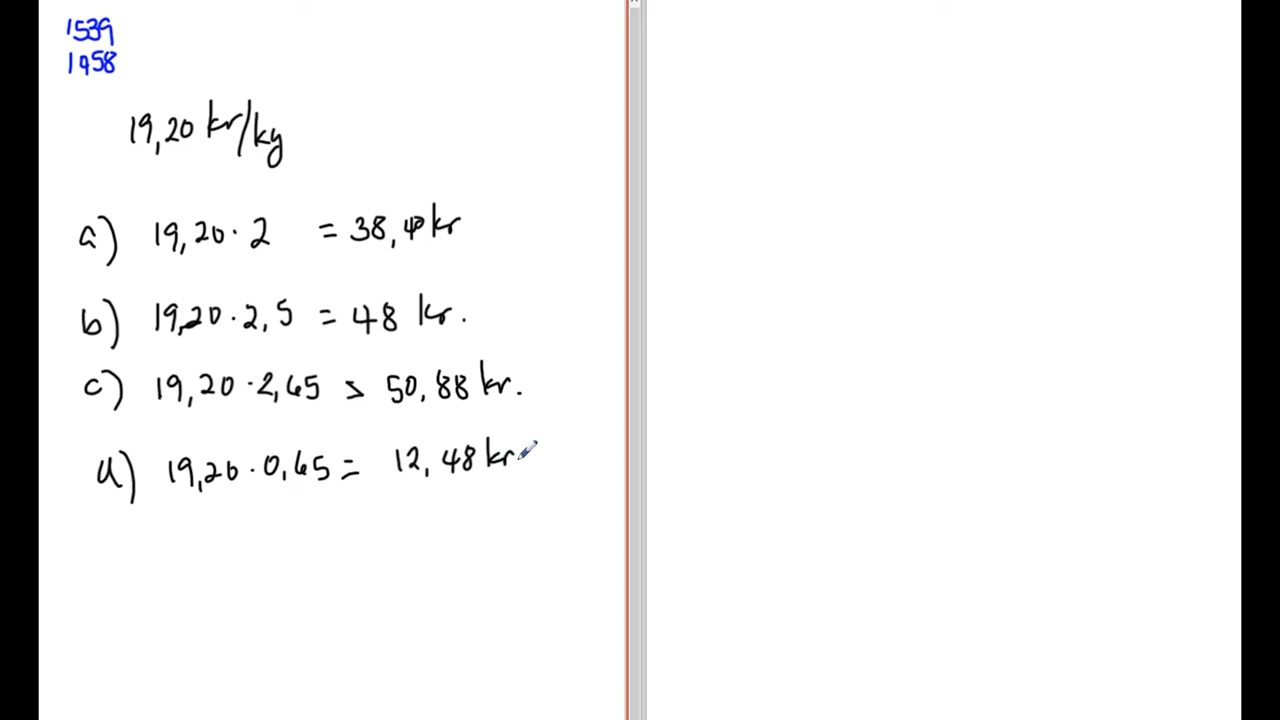 1539
1958
19,20 kr/kg
a) 19,20 · 2 = 38,40 kr
b) 19,20 · 2,5 = 48 kr.
c) 19,20 · 2,65 = 50,88 kr.
d) 19,20 · 0,65 = 12,48 kr